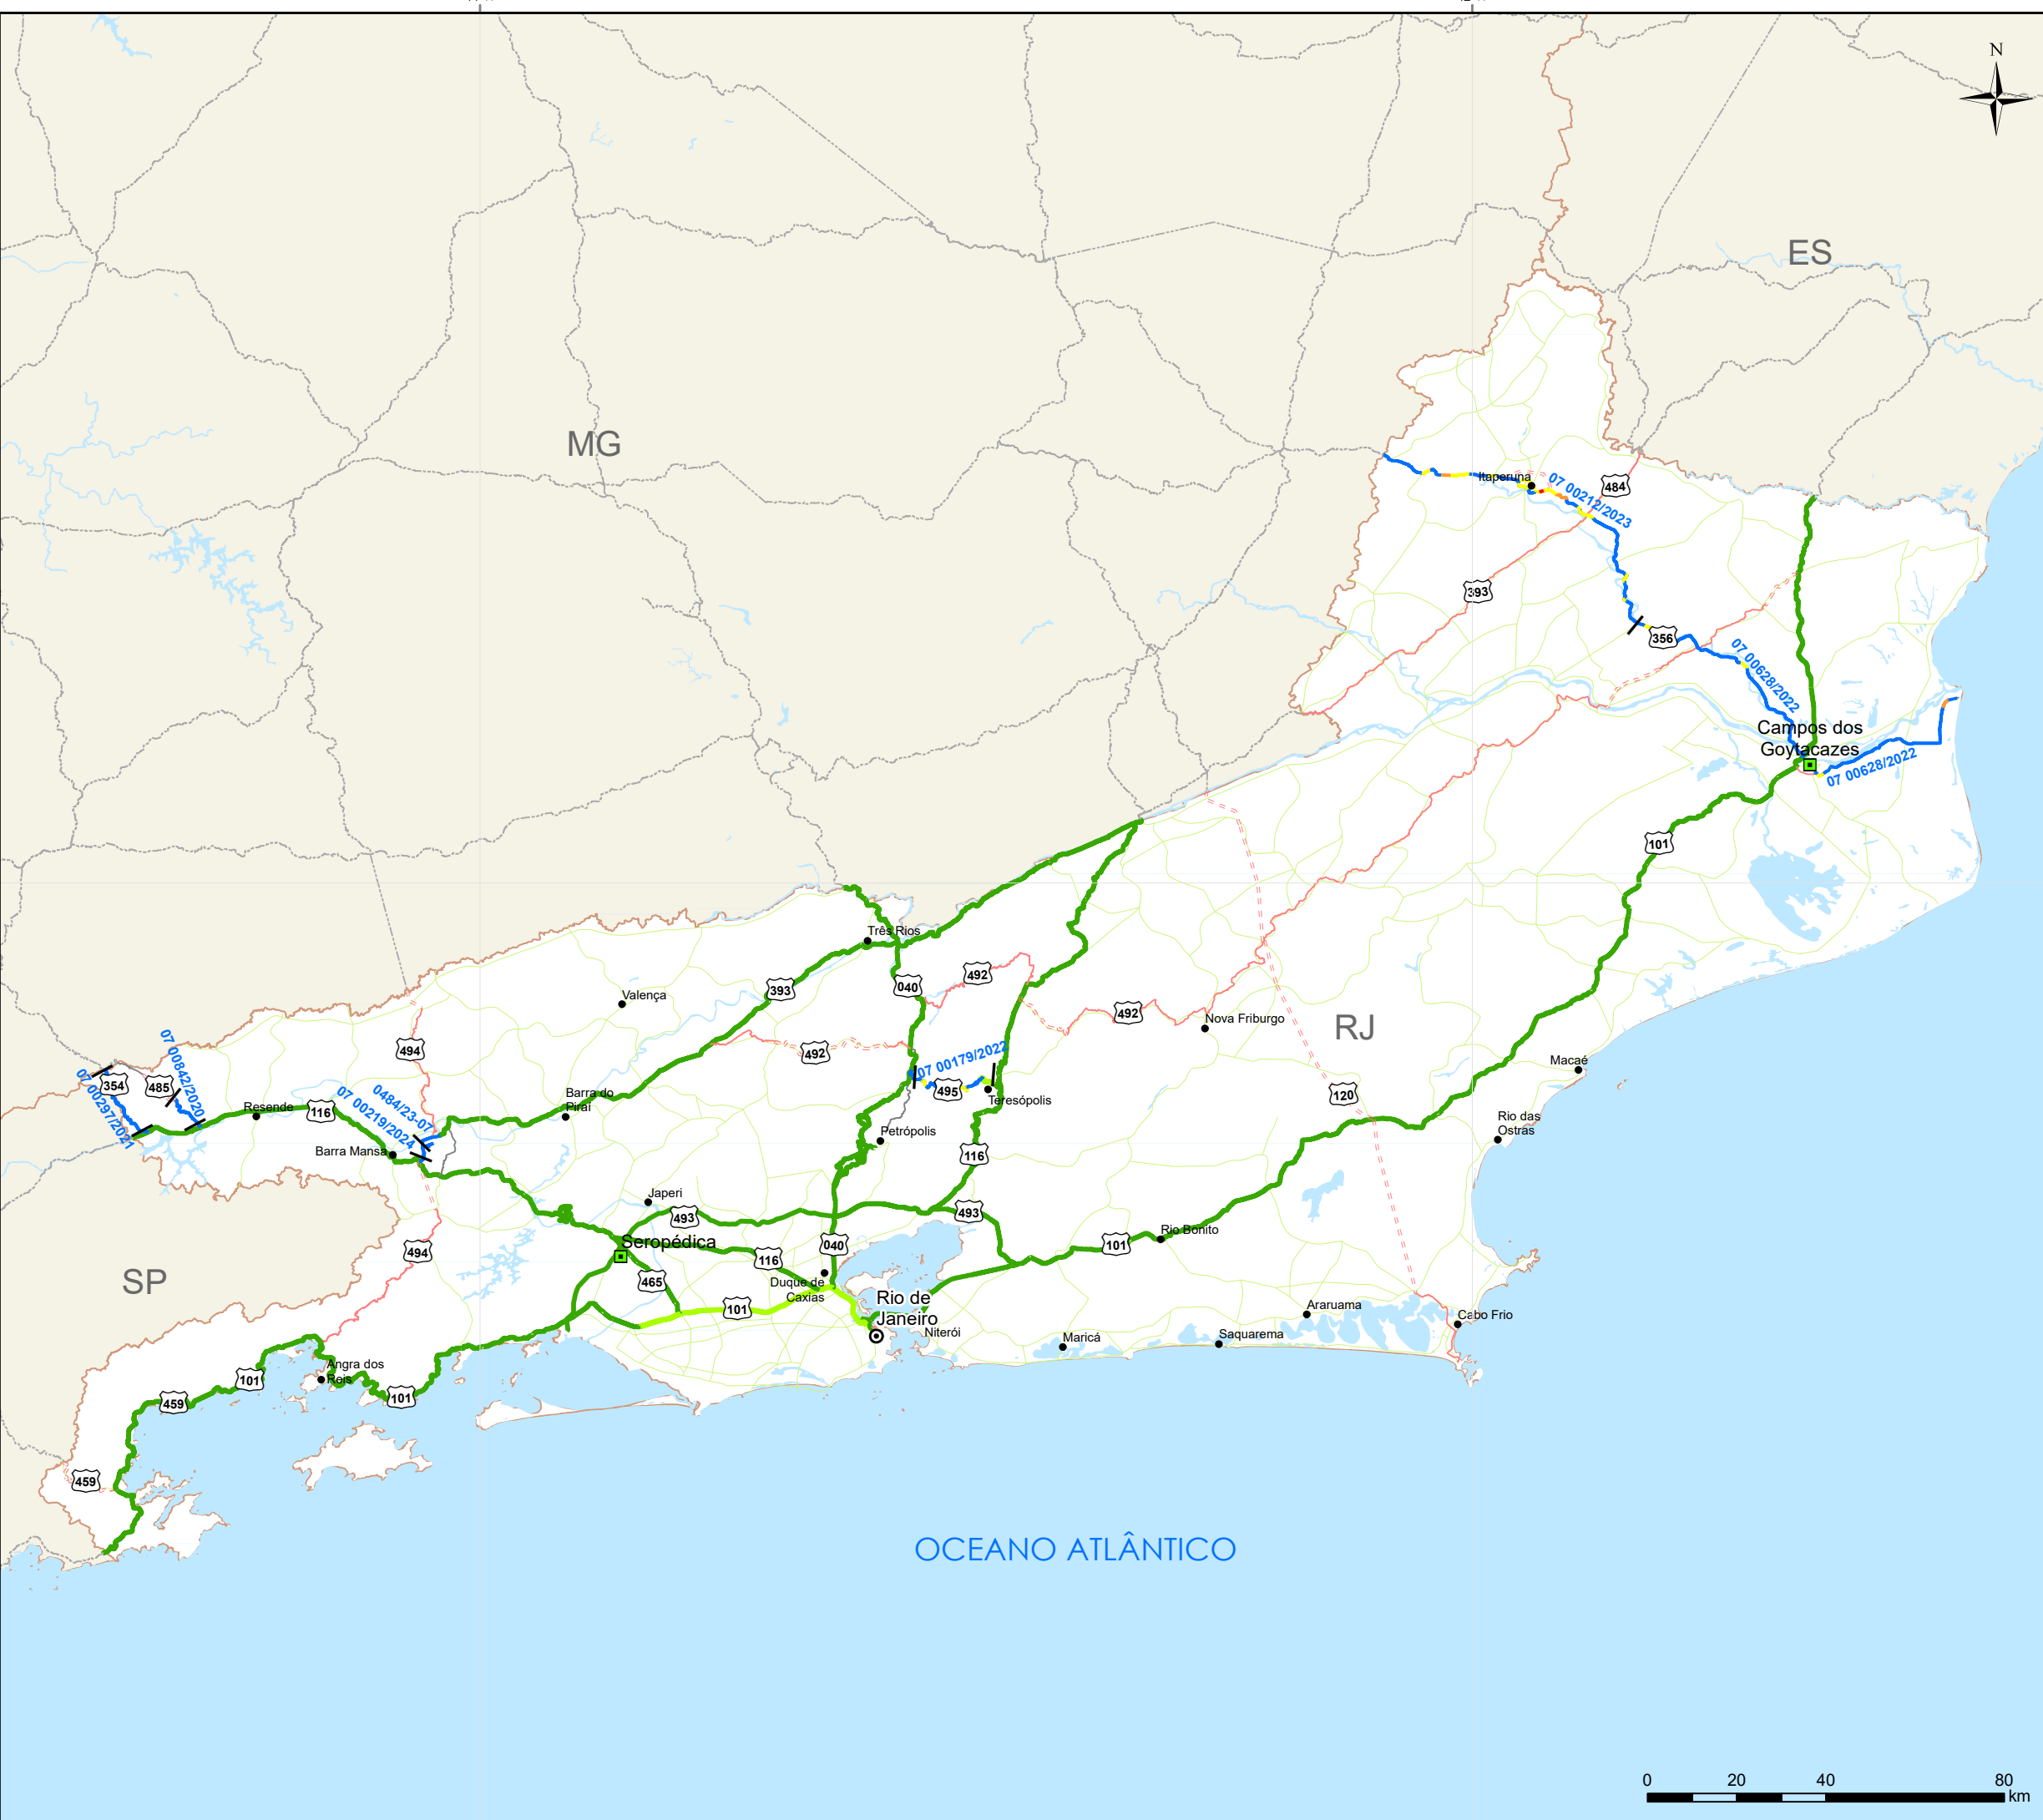 N
ES
MG
Itaperuna
07 00212/2023
484
393
356
07 00628/2022
Campos dos
Goytacazes
07 00628/2022
101
Três Rios
492
040
393
Valença
492
Nova Friburgo
RJ
494
492
07 00179/2022
Macaé
07 00842/2020
354
485
07 00297/2021
495
Teresópolis
120
Barra do
Piraí
Resende
116
0484/23-07
07 00219/2024
Rio das
Ostras
Petrópolis
Barra Mansa
116
Japeri
493
493
Rio Bonito
101
040
Seropédica
494
116
465
SP
Duque de
Caxias
Rio de
Janeiro
101
Niterói
Araruama
Cabo Frio
Maricá
Saquarema
Angra dos
Reis
101
101
459
459
OCEANO ATLÂNTICO
0 20 40 80
km